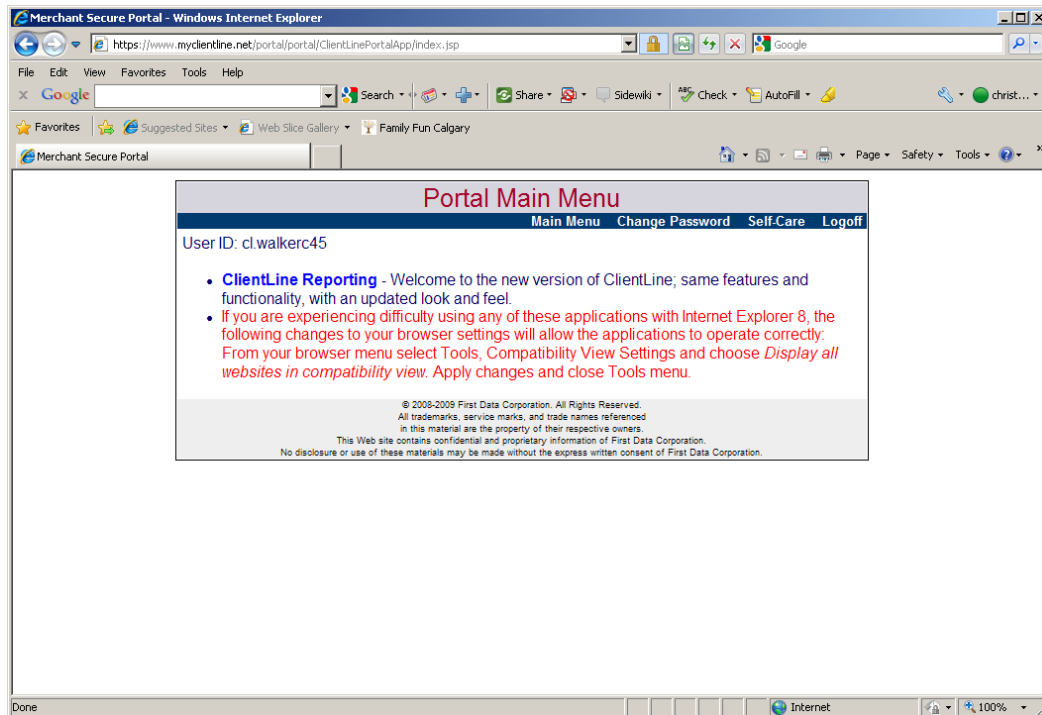 Merchant Secure Portal - Windows Internet Explorer
https://www.myclientline.net/portal/portal/ClientLinePortalApp/index.jsp
Google
File Edit View Favorites Tools Help
x Google Search Share Sidewiki Check AutoFill christ...
Favorites Suggested Sites Web Slice Gallery Family Fun Calgary
Merchant Secure Portal Page Safety Tools »
Portal Main Menu
Main Menu Change Password Self-Care Logoff
User ID: cl.walkerc45
• ClientLine Reporting - Welcome to the new version of ClientLine; same features and
functionality, with an updated look and feel.
• If you are experiencing difficulty using any of these applications with Internet Explorer 8, the
following changes to your browser settings will allow the applications to operate correctly:
From your browser menu select Tools, Compatibility View Settings and choose Display all
websites in compatibility view. Apply changes and close Tools menu.
© 2008-2009 First Data Corporation. All Rights Reserved.
All trademarks, service marks, and trade names referenced
in this material are the property of their respective owners.
This Web site contains confidential and proprietary information of First Data Corporation.
No disclosure or use of these materials may be made without the express written consent of First Data Corporation.
Done Internet 100%